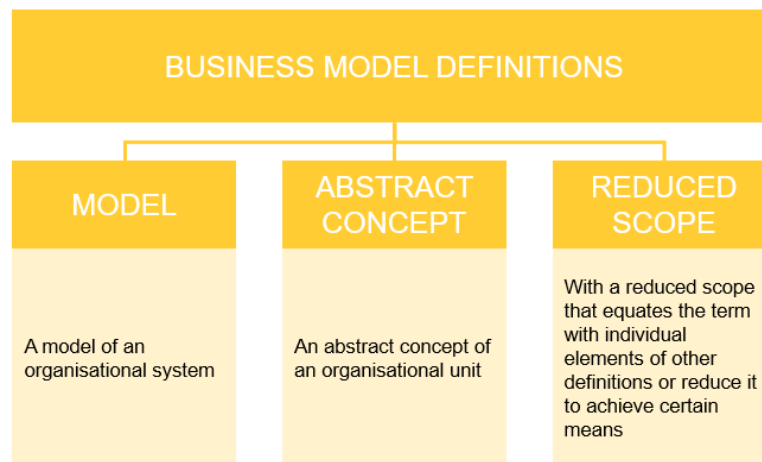 BUSINESS MODEL DEFINITIONS
MODEL
A model of an
organisational system
ABSTRACT
CONCEPT
An abstract concept of
an organisational unit
REDUCED
SCOPE
With a reduced scope
that equates the term
with individual
elements of other
definitions or reduce it
to achieve certain
means